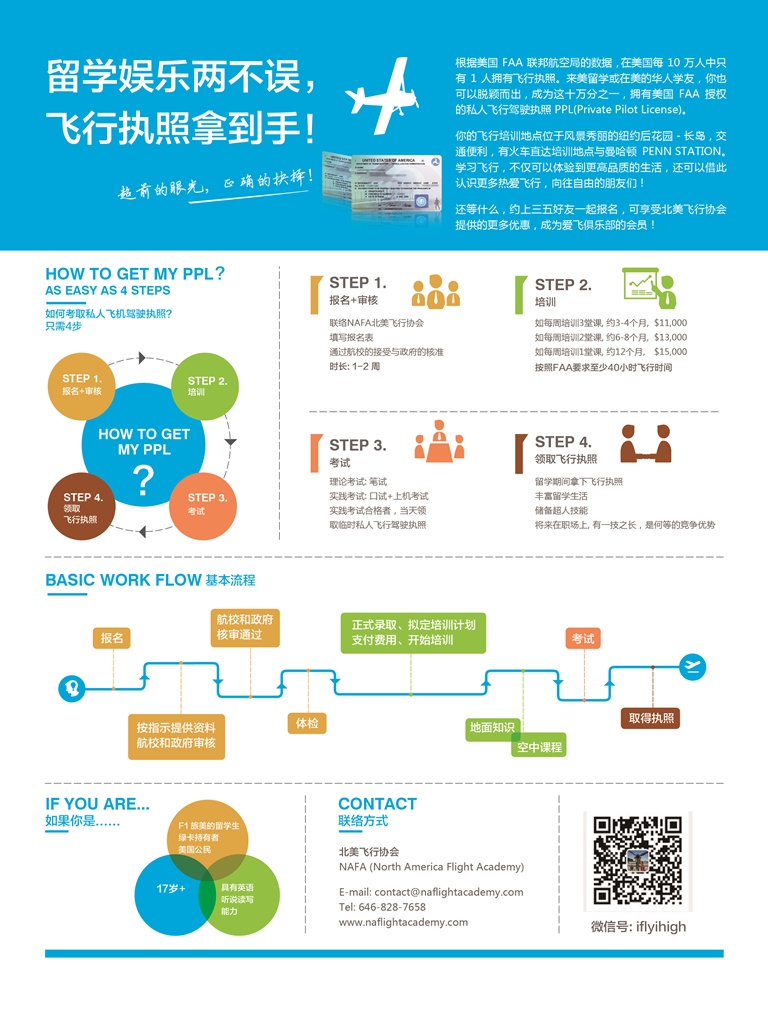 留学娱乐两不误，
飞行执照拿到手！
超前的眼光，正确的抉择！
UNITED STATES OF AMERICA
根据美国 FAA 联邦航空局的数据，在美国每 10 万人中只
有 1 人拥有飞行执照。来美留学或在美的华人学友，你也
可以脱颖而出，成为这十万分之一，拥有美国 FAA 授权
的私人飞行驾驶执照 PPL(Private Pilot License)。
你的飞行培训地点位于风景秀丽的纽约后花园 - 长岛，交
通便利，有火车直达培训地点与曼哈顿 PENN STATION。
学习飞行，不仅可以体验到更高品质的生活，还可以借此
认识更多热爱飞行，向往自由的朋友们！
还等什么，约上三五好友一起报名，可享受北美飞行协会
提供的更多优惠，成为爱飞俱乐部的会员！
HOW TO GET MY PPL？
AS EASY AS 4 STEPS
如何考取私人飞机驾驶执照?
只需4步
STEP 1.
报名+审核
STEP 2.
培训
HOW TO GET
MY PPL
?
STEP 4.
领取
飞行执照
STEP 3.
考试
STEP 1.
报名+审核
联络NAFA北美飞行协会
填写报名表
通过航校的接受与政府的核准
时长: 1-2 周
STEP 2.
培训
如每周培训3堂课, 约3-4个月, $11,000
如每周培训2堂课, 约6-8个月, $13,000
如每周培训1堂课, 约12个月, $15,000
按照FAA要求至少40小时飞行时间
STEP 3.
考试
理论考试: 笔试
实践考试: 口试+上机考试
实践考试合格者，当天领
取临时私人飞行驾驶执照
STEP 4.
领取飞行执照
留学期间拿下飞行执照
丰富留学生活
储备超人技能
将来在职场上, 有一技之长，是何等的竞争优势
BASIC WORK FLOW 基本流程
报名
航校和政府
核审通过
正式录取、拟定培训计划
支付费用、开始培训
考试
按指示提供资料
航校和政府审核
体检
地面知识
空中课程
取得执照
IF YOU ARE...
如果你是……
F1 旅美的留学生
绿卡持有者
美国公民
17岁+
具有英语
听说读写
能力
CONTACT
联络方式
北美飞行协会
NAFA (North America Flight Academy)
E-mail: contact@naflightacademy.com
Tel: 646-828-7658
www.naflightacademy.com
微信号: iflyihigh